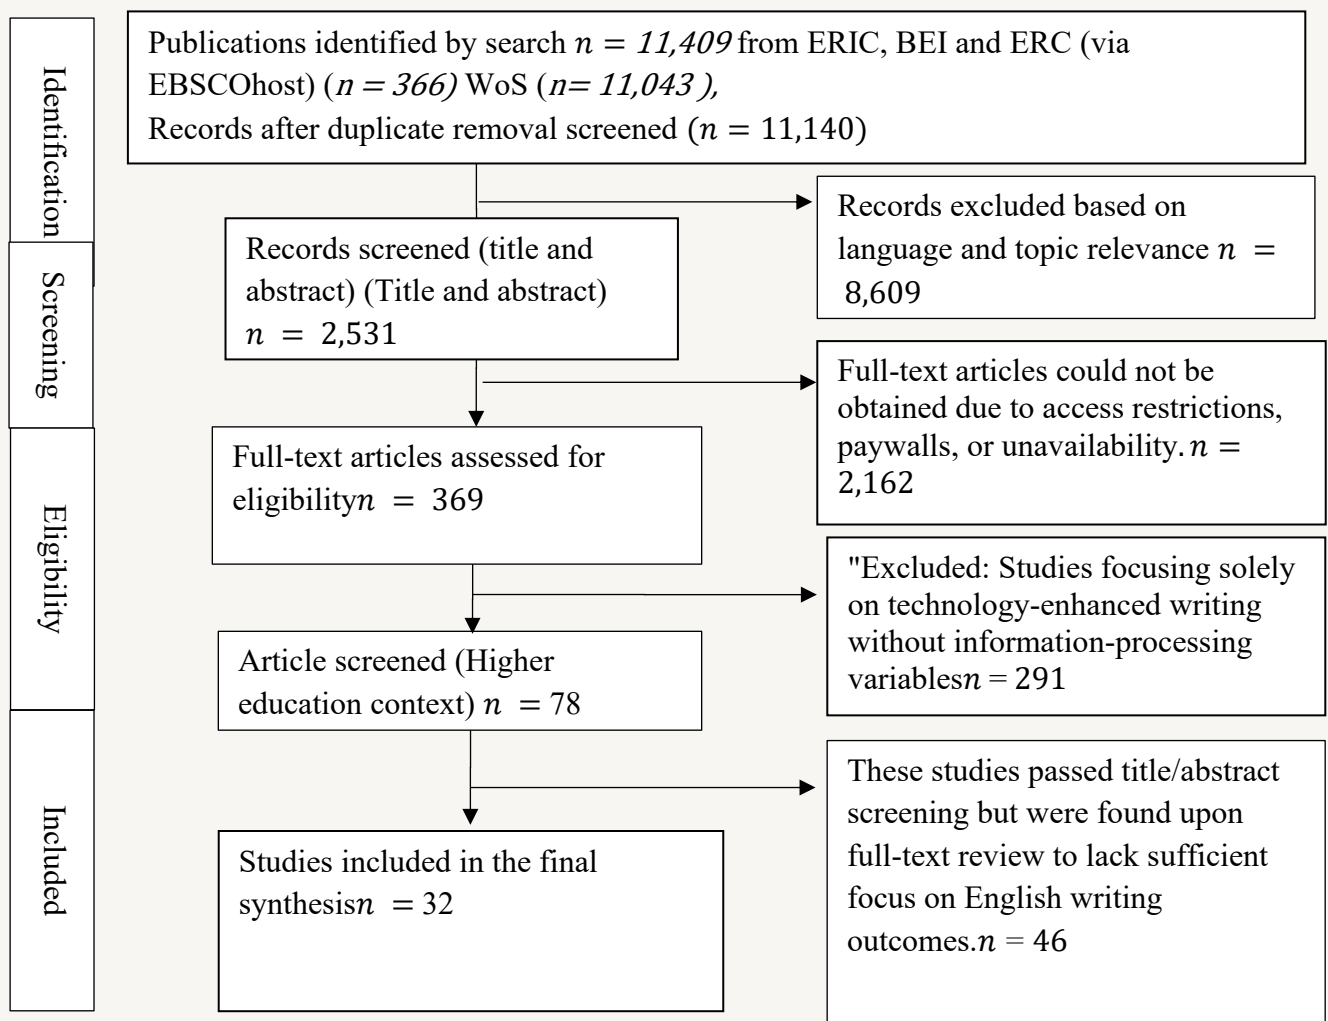 Identification
Publications identified by search n = 11,409 from ERIC, BEI and ERC (via
EBSCOhost) (n = 366) WoS (n= 11,043 ),
Records after duplicate removal screened (n = 11,140)
Records excluded based on
language and topic relevance n =
8,609
Screening
Records screened (title and
abstract) (Title and abstract)
n = 2,531
Full-text articles could not be
obtained due to access restrictions,
paywalls, or unavailability. n =
2,162
Eligibility
Full-text articles assessed for
eligibilityn = 369
"Excluded: Studies focusing solely
on technology-enhanced writing
without information-processing
variablesn = 291
Article screened (Higher
education context) n = 78
Included
These studies passed title/abstract
screening but were found upon
full-text review to lack sufficient
focus on English writing
outcomes.n = 46
Studies included in the final
synthesisn = 32